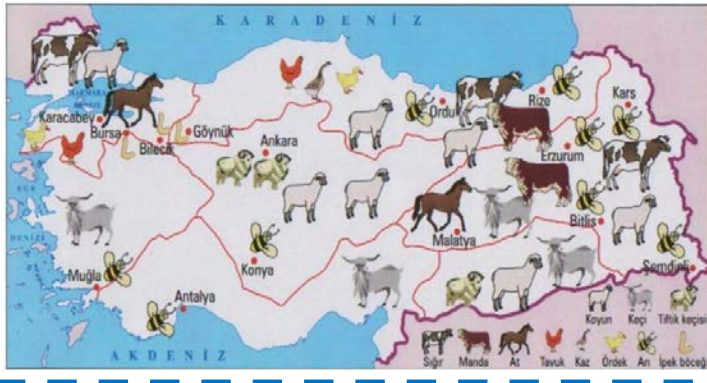 KARADENİZ
MARMARA
DENİZİ
Karacabey
Bursa
Bilecik
Göynük
Ankara
Ordu
Rize
Kars
Erzurum
EGE
DENİZİ
Malatya
Bitlis
Muğla
Konya
Antalya
Şemdinli
AKDENİZ
Koyun Keçi Tiftik keçisi
Sığır Manda At Tavuk Kaz Ördek Arı İpek böceği